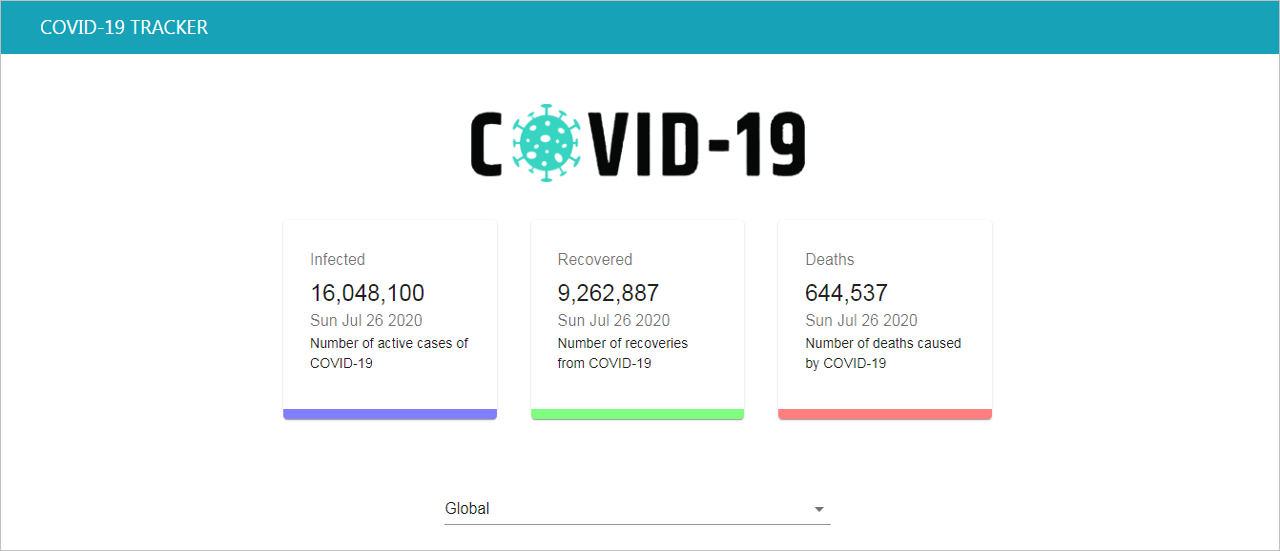 COVID-19 TRACKER
COVID-19
Infected
16,048,100
Sun Jul 26 2020
Number of active cases of
COVID-19
Recovered
9,262,887
Sun Jul 26 2020
Number of recoveries
from COVID-19
Deaths
644,537
Sun Jul 26 2020
Number of deaths caused
by COVID-19
Global